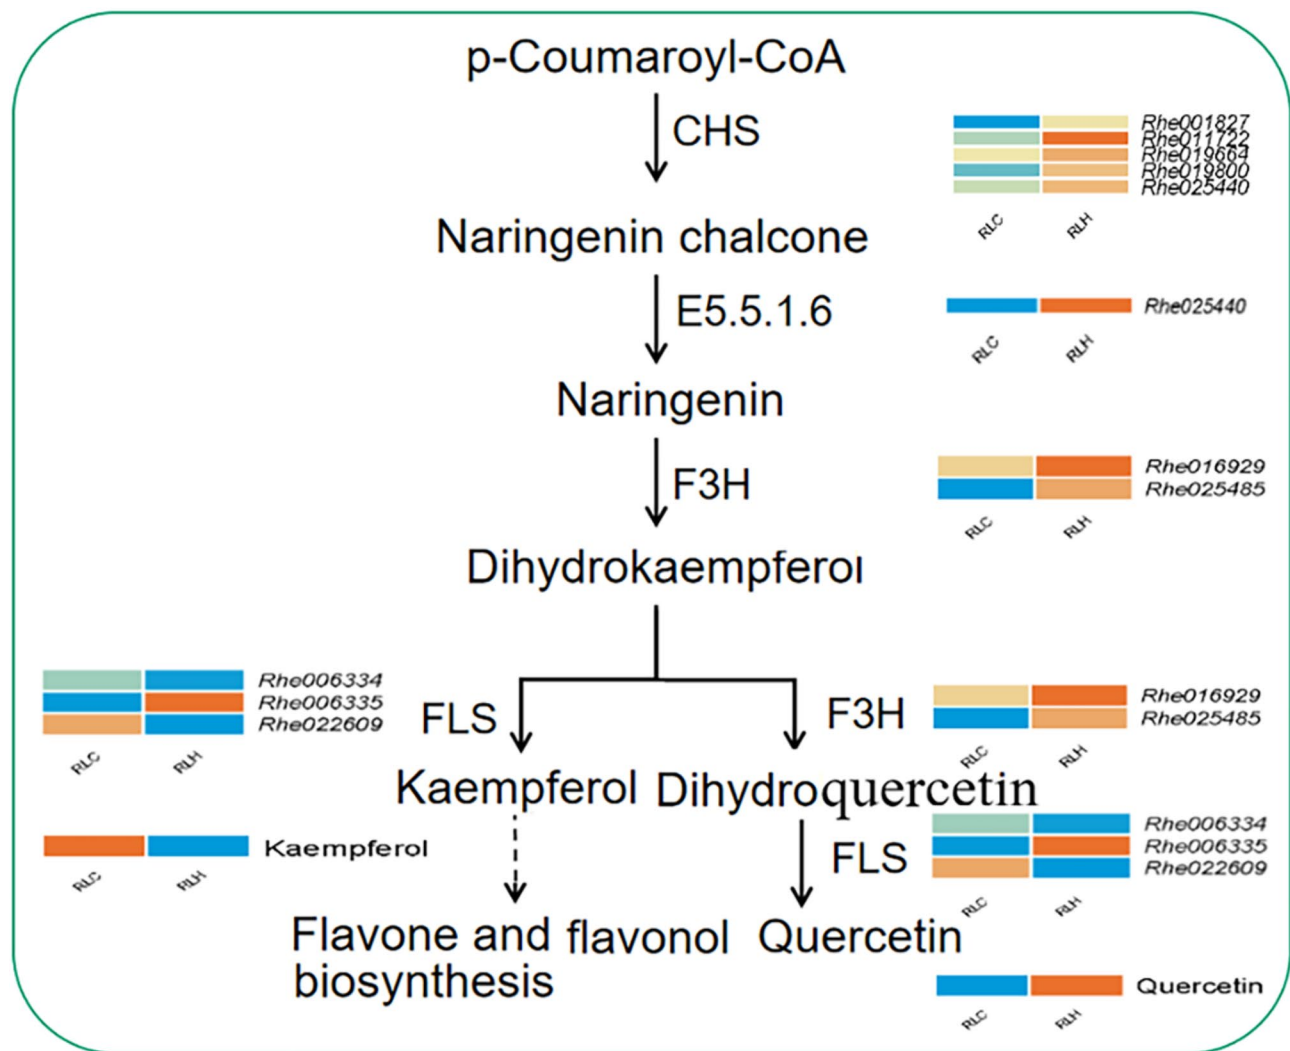 p-Coumaroyl-CoA
CHS
Rhe001827
Rhe011722
Rhe019664
Rhe019800
Rhe025440
RLC RLH
Naringenin chalcone
E5.5.1.6
Rhe025440
RLC RLH
Naringenin
F3H
Rhe016929
Rhe025485
RLC RLH
Dihydrokaempferol
Rhe006334
Rhe006335
Rhe022609
RLC RLH
FLS
F3H
Rhe016929
Rhe025485
RLC RLH
Kaempferol
Dihydroquercetin
Kaempferol
RLC RLH
FLS
Rhe006334
Rhe006335
Rhe022609
RLC RLH
Flavone and flavonol
biosynthesis
Quercetin
Quercetin
RLC RLH